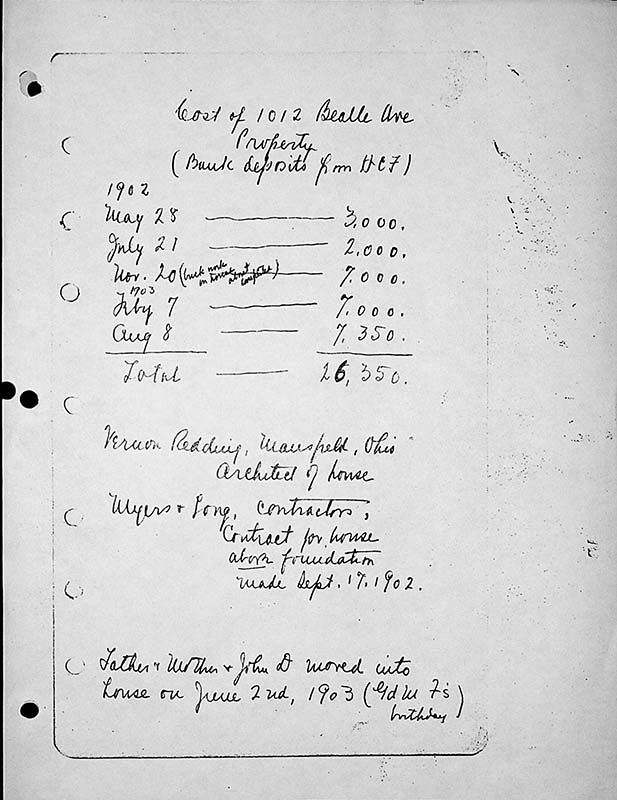 Cost of 1012 Bealle Ave
Property
(Bank deposits from HCF)
1902
May 28 — 3,000.
July 21 — 2,000.
Nov. 20 (brick work on house about completed) — 7,000.
1903
Feby 7 — 7,000.
Aug 8 — 7,350.
Total — 26,350.
Vernon Redding, Mansfield, Ohio
Architect of house
Myers & Long, contractors,
Contract for house
above foundation
made Sept. 17, 1902.
Father & Mother & John D moved into
house on June 2nd, 1903 (Gd M F's
birthday)